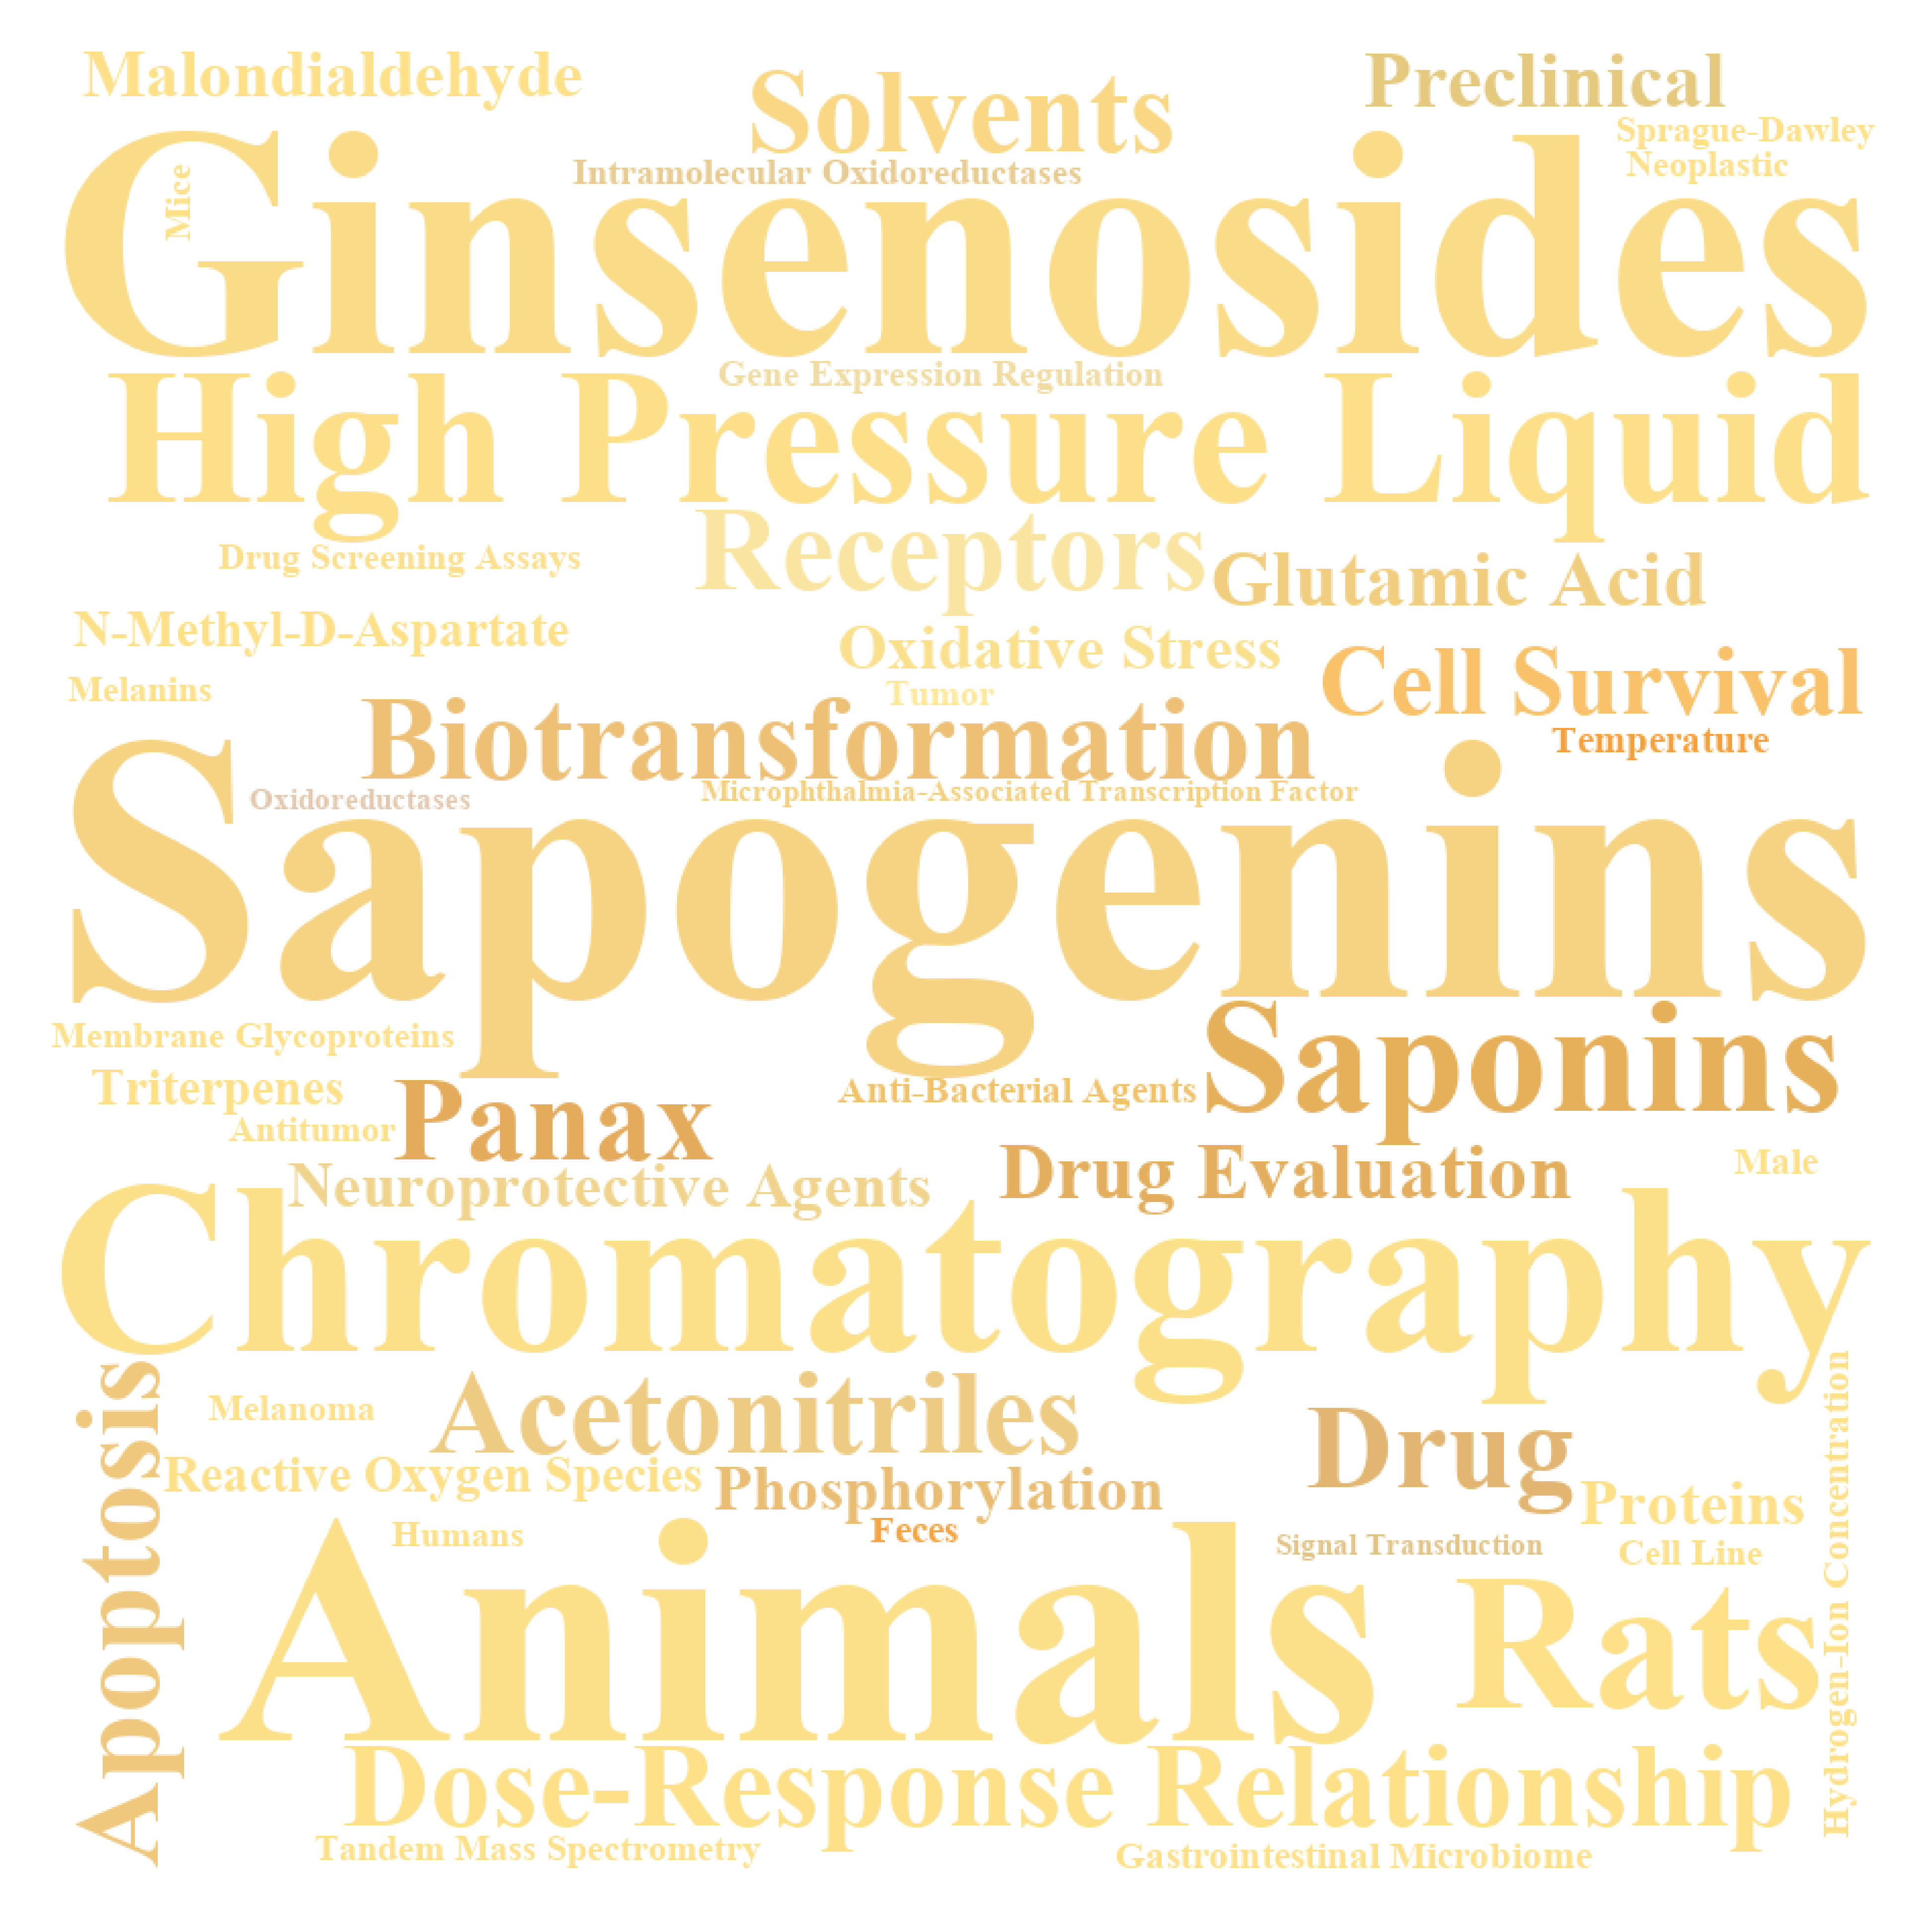 Malondialdehyde
Solvents
Preclinical
Sprague-Dawley
Neoplastic
Intramolecular Oxidoreductases
Mice
Ginsenosides
Gene Expression Regulation
High Pressure Liquid
Receptors
Drug Screening Assays
Glutamic Acid
N-Methyl-D-Aspartate
Oxidative Stress
Cell Survival
Melanins
Tumor
Biotransformation
Temperature
Oxidoreductases
Microphthalmia-Associated Transcription Factor
Sapogenins
Membrane Glycoproteins
Saponins
Triterpenes
Anti-Bacterial Agents
Panax
Antitumor
Neuroprotective Agents
Drug Evaluation
Male
Chromatography
Apoptosis
Melanoma
Acetonitriles
Drug
Hydrogen-Ion Concentration
Reactive Oxygen Species
Phosphorylation
Proteins
Humans
Feces
Signal Transduction
Cell Line
Animals
Rats
Dose-Response Relationship
Tandem Mass Spectrometry
Gastrointestinal Microbiome